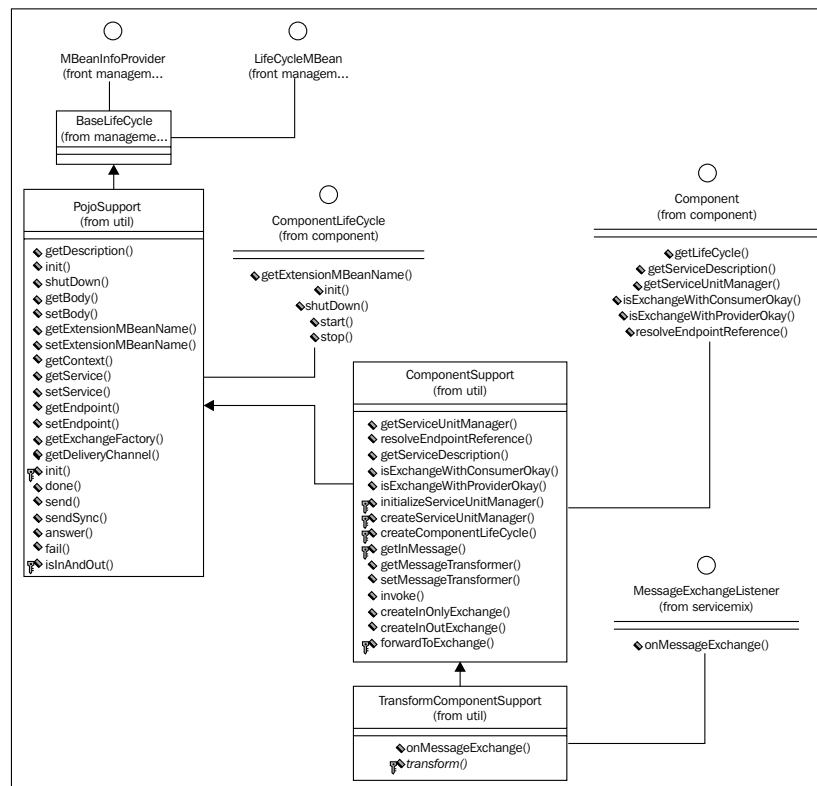 MBeanInfoProvider
(front managem...
LifeCycleMBean
(front managem...
BaseLifeCycle
(from manageme...
PojoSupport
(from util)
getDescription()
init()
shutDown()
getBody()
setBody()
getExtensionMBeanName()
setExtensionMBeanName()
getContext()
getService()
setService()
getEndpoint()
setEndpoint()
getExchangeFactory()
getDeliveryChannel()
init()
done()
send()
sendSync()
answer()
fail()
isInAndOut()
ComponentLifeCycle
(from component)
getExtensionMBeanName()
init()
shutDown()
start()
stop()
Component
(from component)
getLifeCycle()
getServiceDescription()
getServiceUnitManager()
isExchangeWithConsumerOkay()
isExchangeWithProviderOkay()
resolveEndpointReference()
ComponentSupport
(from util)
getServiceUnitManager()
resolveEndpointReference()
getServiceDescription()
isExchangeWithConsumerOkay()
isExchangeWithProviderOkay()
initializeServiceUnitManager()
createServiceUnitManager()
createComponentLifeCycle()
getInMessage()
getMessageTransformer()
setMessageTransformer()
invoke()
createInOnlyExchange()
createInOutExchange()
forwardToExchange()
MessageExchangeListener
(from servicemix)
onMessageExchange()
TransformComponentSupport
(from util)
onMessageExchange()
transform()